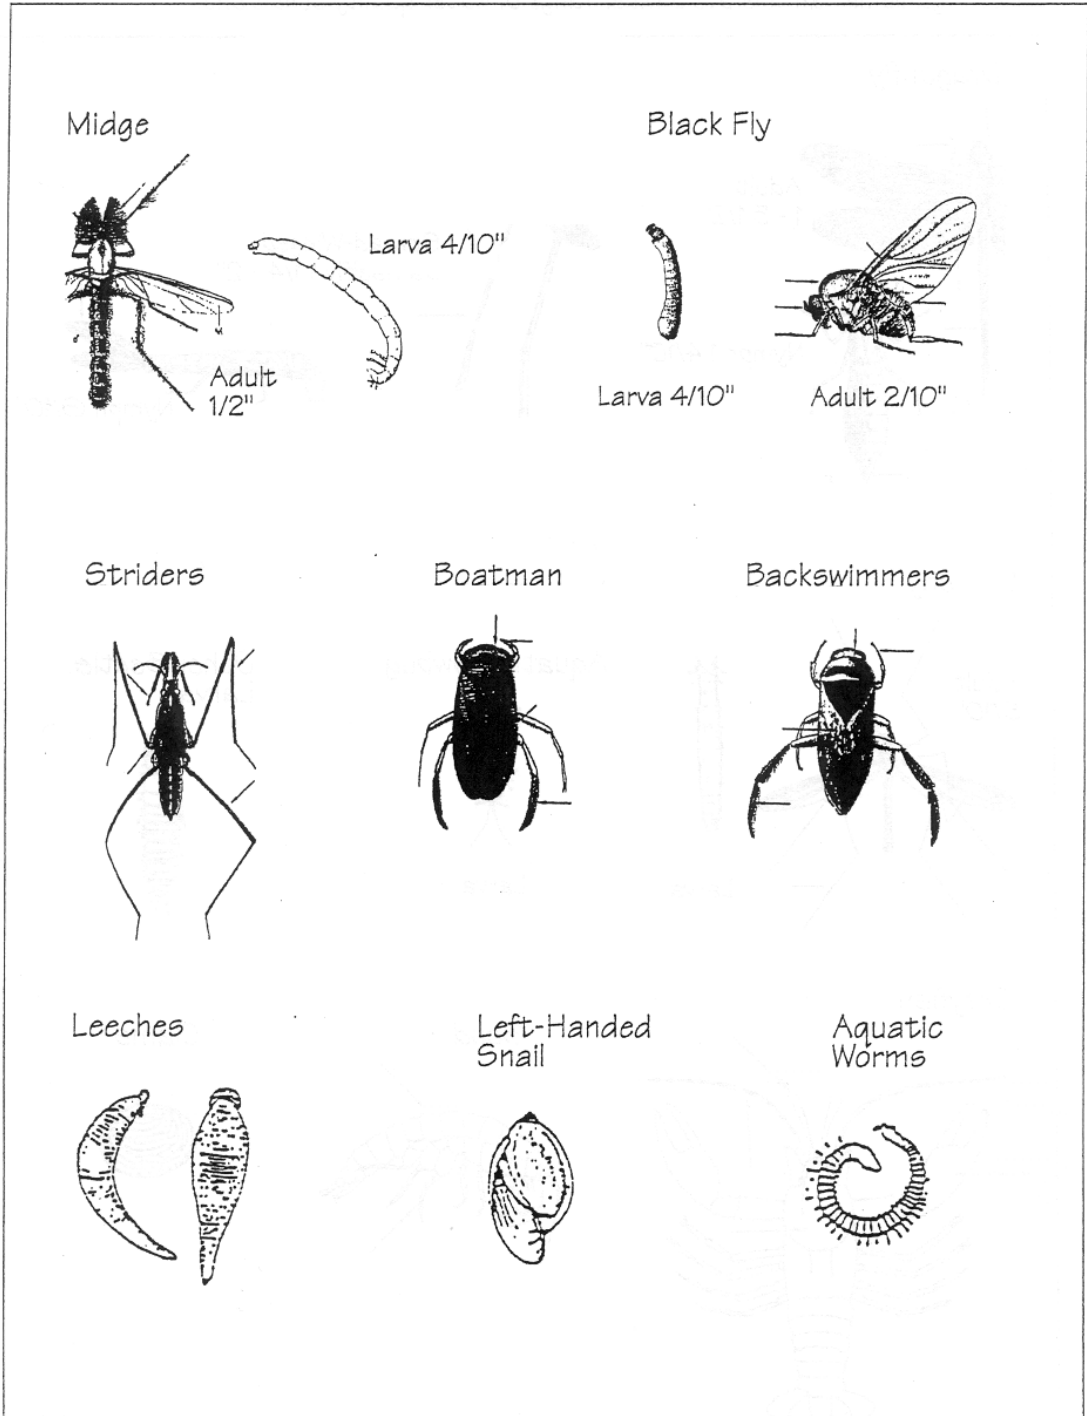 Midge
Black Fly
Larva 4/10"
Adult
1/2"
Larva 4/10"
Adult 2/10"
Striders
Boatman
Backswimmers
Leeches
Left-Handed
Snail
Aquatic
Worms